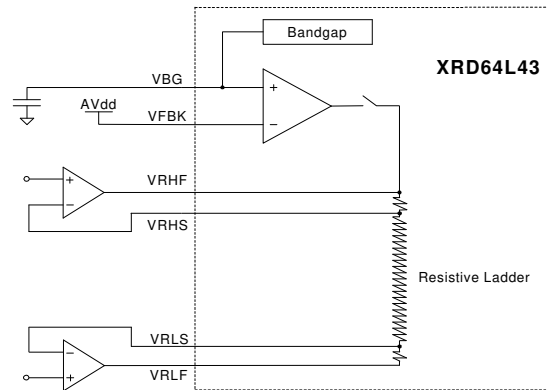 Bandgap
XRD64L43
VBG
+
AVdd
VFBK
−
VRHF
+
−
VRHS
Resistive Ladder
VRLS
−
+
VRLF